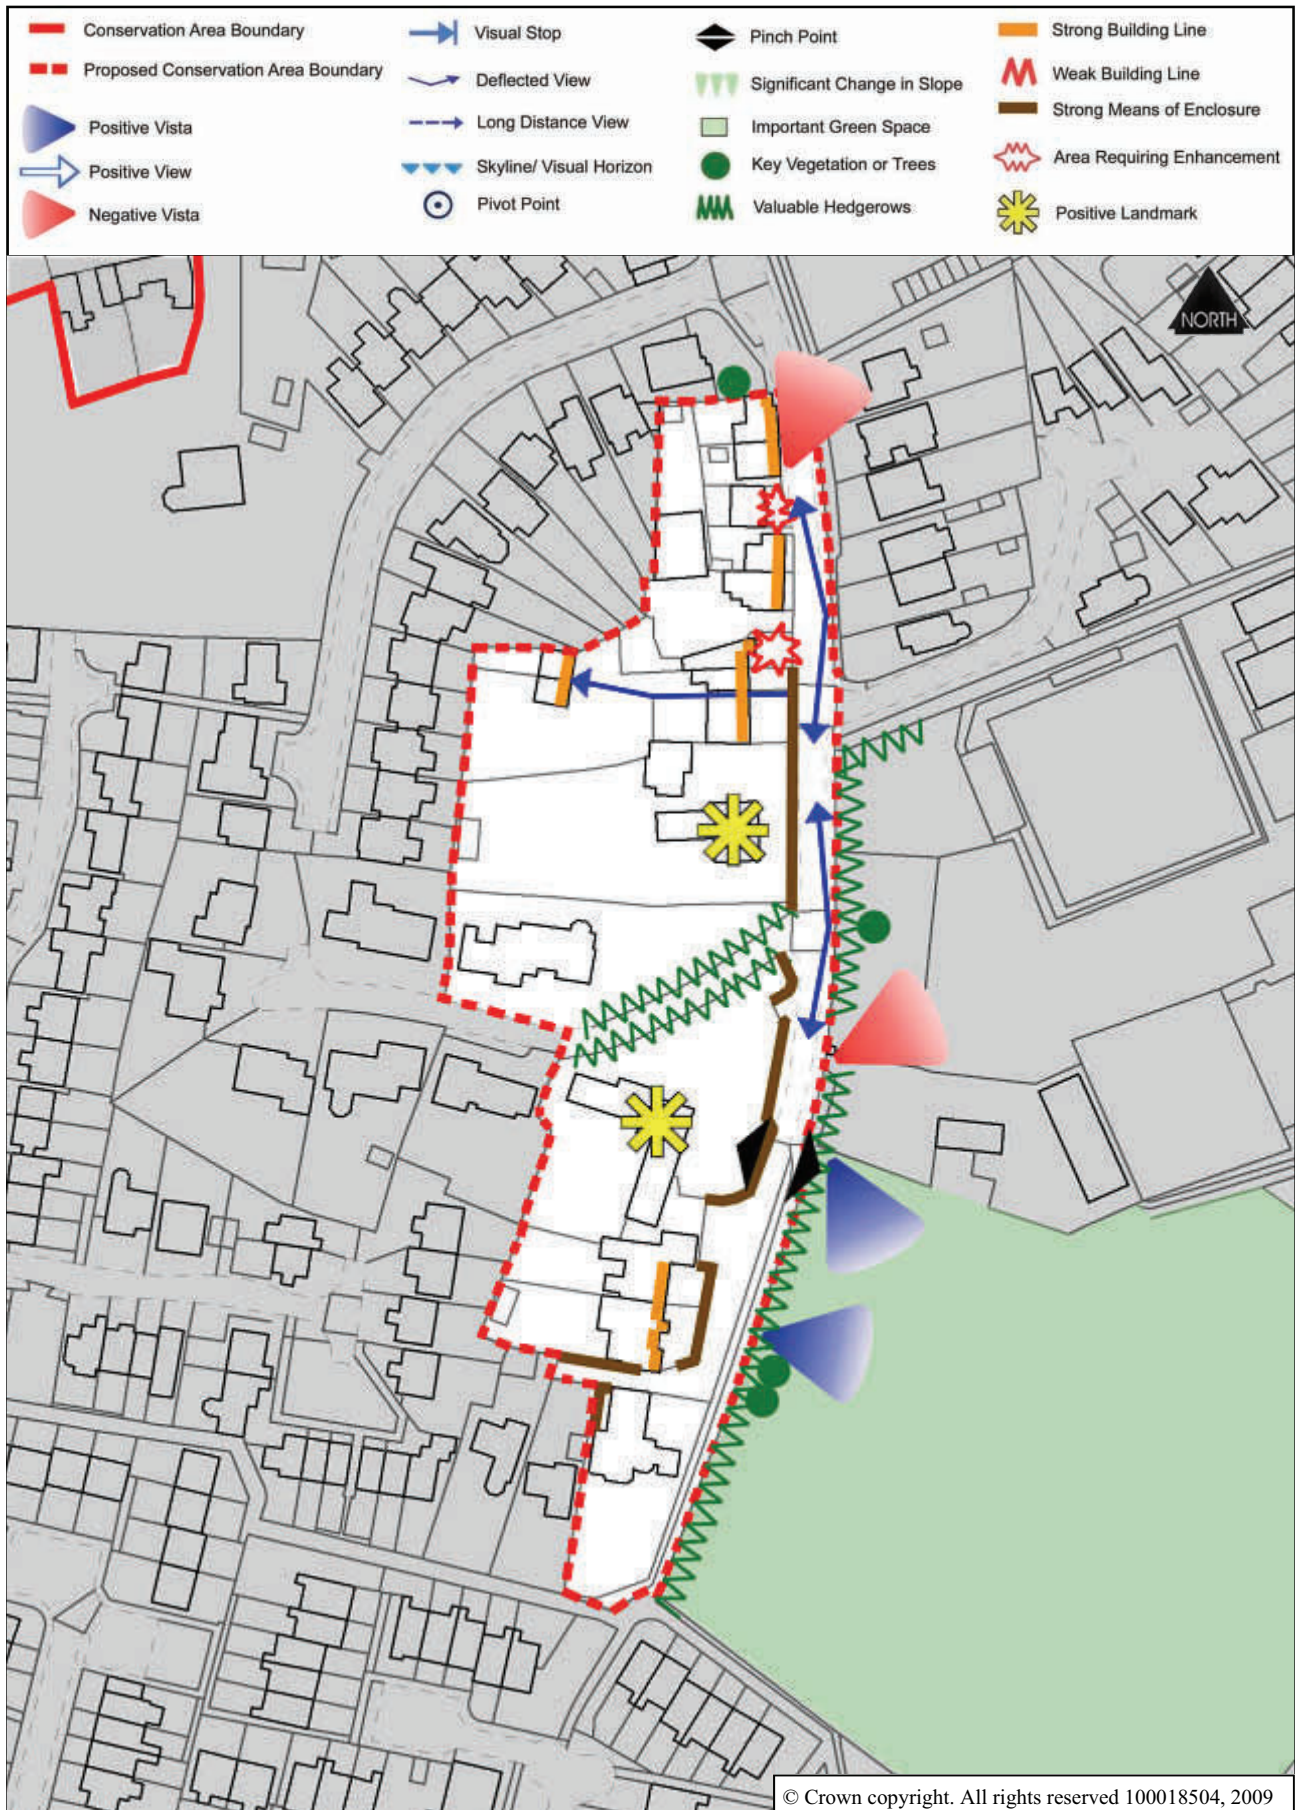 Conservation Area Boundary
Proposed Conservation Area Boundary
Positive Vista
Positive View
Negative Vista
Visual Stop
Deflected View
Long Distance View
Skyline/ Visual Horizon
Pivot Point
Pinch Point
Significant Change in Slope
Important Green Space
Key Vegetation or Trees
Valuable Hedgerows
Strong Building Line
Weak Building Line
Strong Means of Enclosure
Area Requiring Enhancement
Positive Landmark
NORTH
© Crown copyright. All rights reserved 100018504, 2009